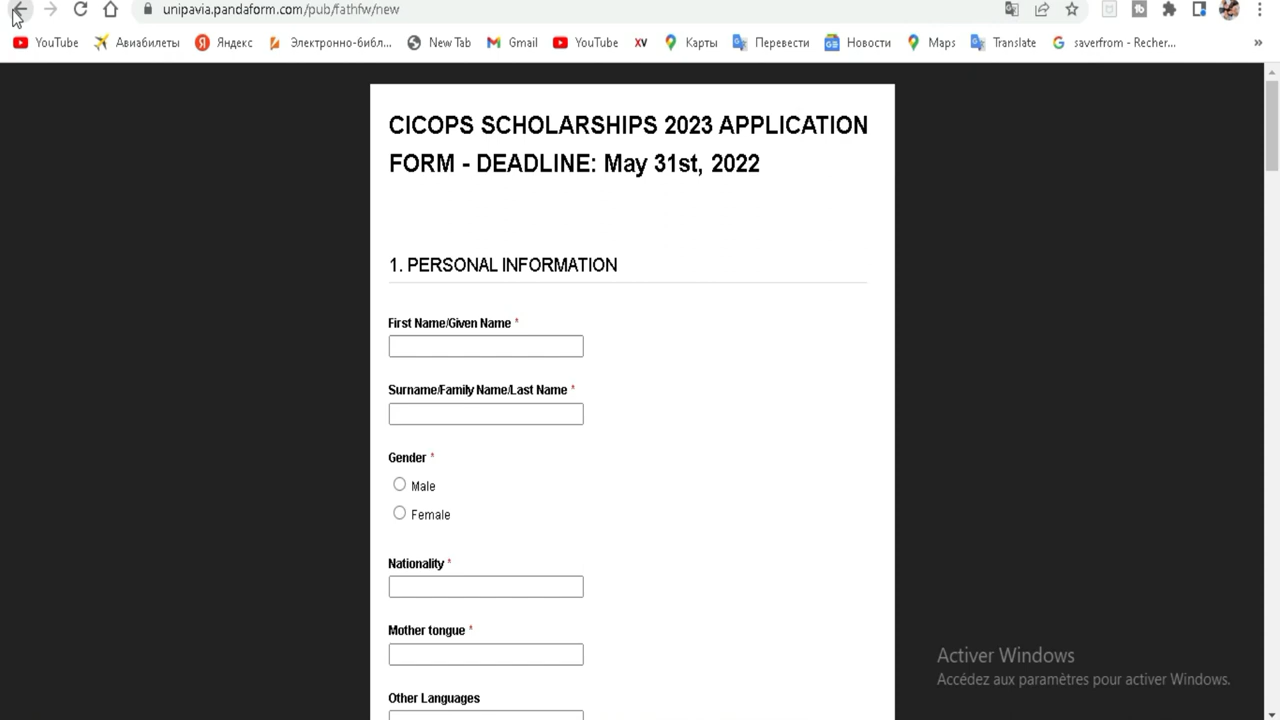 unipavia.pandaform.com/pub/fathfw/new
YouTube Авиабилеты Яндекс Электронно-библ... New Tab Gmail YouTube XV Карты Перевести Новости Maps Translate saverfrom - Recher... »
CICOPS SCHOLARSHIPS 2023 APPLICATION
FORM - DEADLINE: May 31st, 2022
1. PERSONAL INFORMATION
First Name/Given Name *
Surname/Family Name/Last Name *
Gender *
Male
Female
Nationality *
Mother tongue *
Other Languages
Activer Windows
Accédez aux paramètres pour activer Windows.